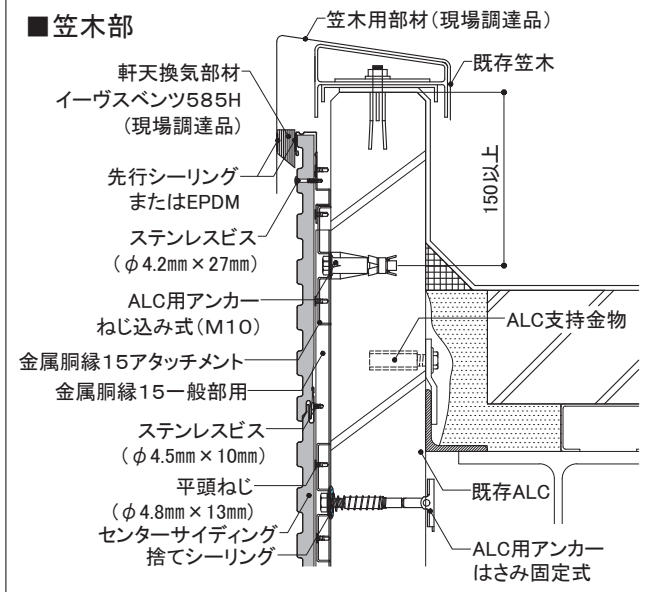 ■笠木部
笠木用部材(現場調達品)
既存笠木
軒天換気部材
イーヴスベンツ585H
(現場調達品)
先行シーリング
またはEPDM
ステンレスビス
(φ4.2mm×27mm)
ALC用アンカー
ねじ込み式(M10)
金属胴縁15アタッチメント
金属胴縁15一般部用
ステンレスビス
(φ4.5mm×10mm)
平頭ねじ
(φ4.8mm×13mm)
センターサイディング
捨てシーリング
150以上
ALC支持金物
既存ALC
ALC用アンカー
はさみ固定式